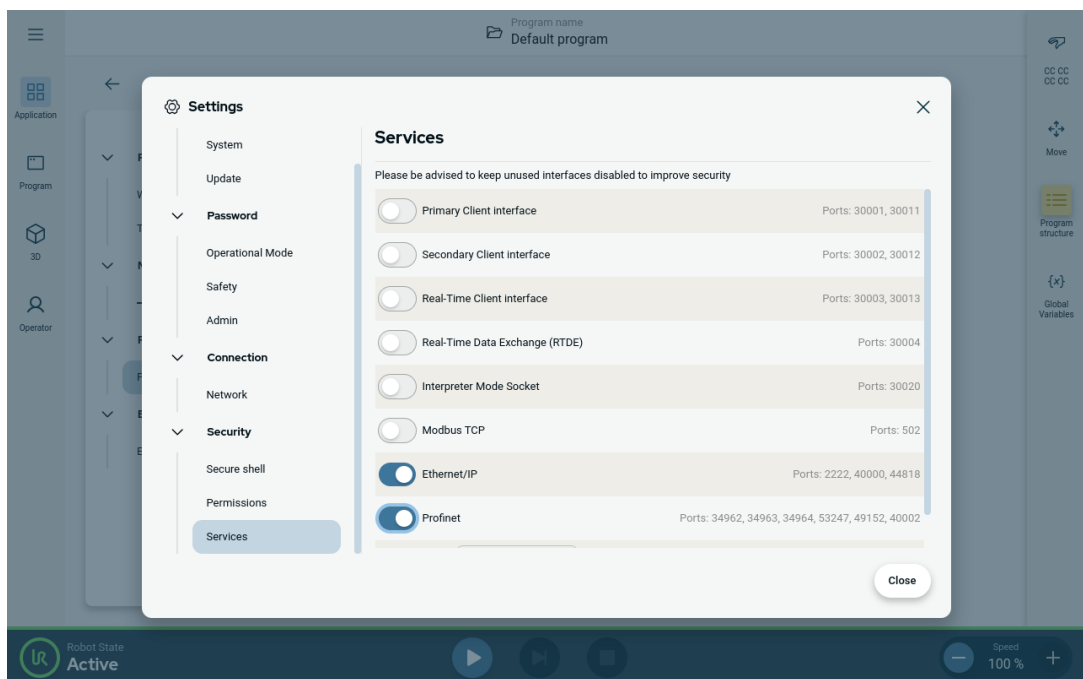 Program name
Default program
Application
Program
3D
Operator
Settings
System
Update
Password
Operational Mode
Safety
Admin
Connection
Network
Security
Secure shell
Permissions
Services
Services
Please be advised to keep unused interfaces disabled to improve security
Primary Client interface Ports: 30001, 30011
Secondary Client interface Ports: 30002, 30012
Real-Time Client interface Ports: 30003, 30013
Real-Time Data Exchange (RTDE) Ports: 30004
Interpreter Mode Socket Ports: 30020
Modbus TCP Ports: 502
Ethernet/IP Ports: 2222, 40000, 44818
Profinet Ports: 34962, 34963, 34964, 53247, 49152, 40002
Close
CC CC
CC CC
Move
Program
structure
{x}
Global
Variables
UR
Robot State
Active
Speed
100 %